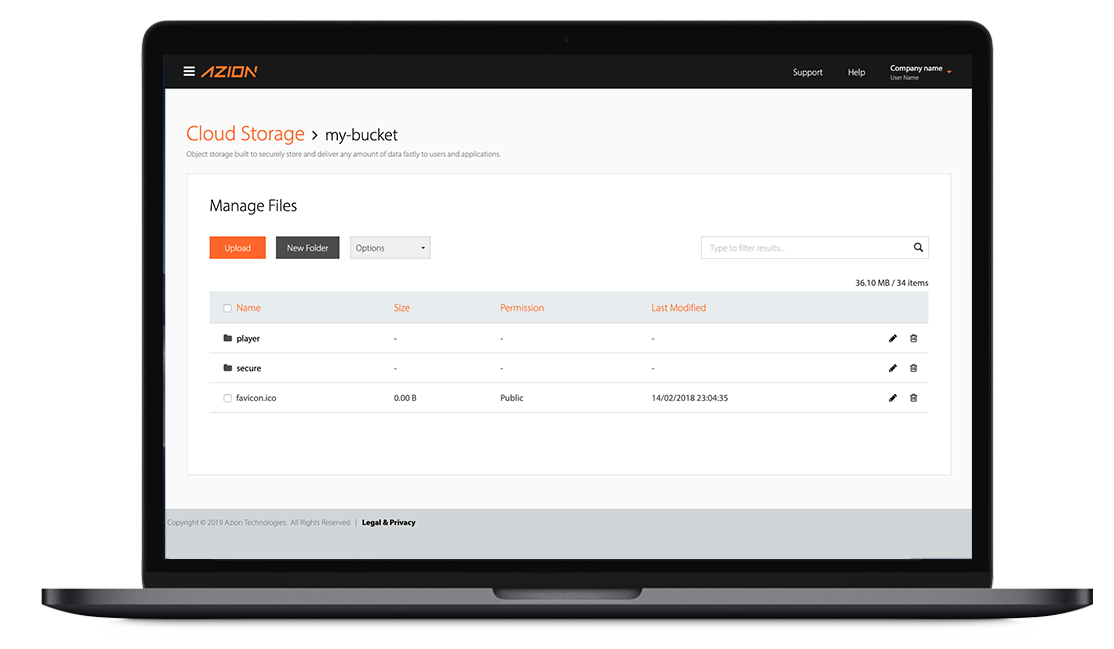 AZION
Support Help Company name
User Name
Cloud Storage > my-bucket
Object storage built to securely store and deliver any amount of data fastly to users and applications.
Manage Files
Upload New Folder Options Type to filter results...
36.10 MB / 34 items
Name Size Permission Last Modified
player - - -
secure - - -
favicon.ico 0.00 B Public 14/02/2018 23:04:35
Copyright © 2019 Azion Technologies. All Rights Reserved | Legal & Privacy